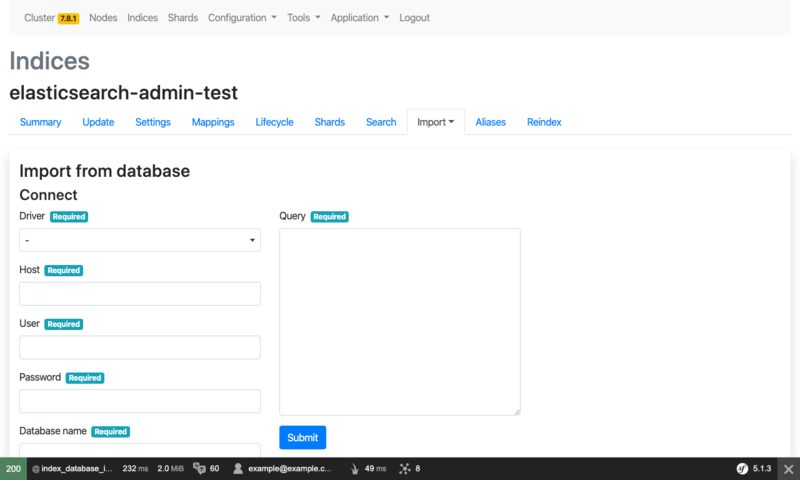 Cluster 7.8.1 Nodes Indices Shards Configuration Tools Application Logout
Indices
elasticsearch-admin-test
Summary Update Settings Mappings Lifecycle Shards Search Import Aliases Reindex
Import from database
Connect
Driver Required
-
Host Required
User Required
Password Required
Database name Required
Query Required
Submit
200 @ index_database_i... 232 ms 2.0 MiB 60 example@example.c... 49 ms 8 sf 5.1.3